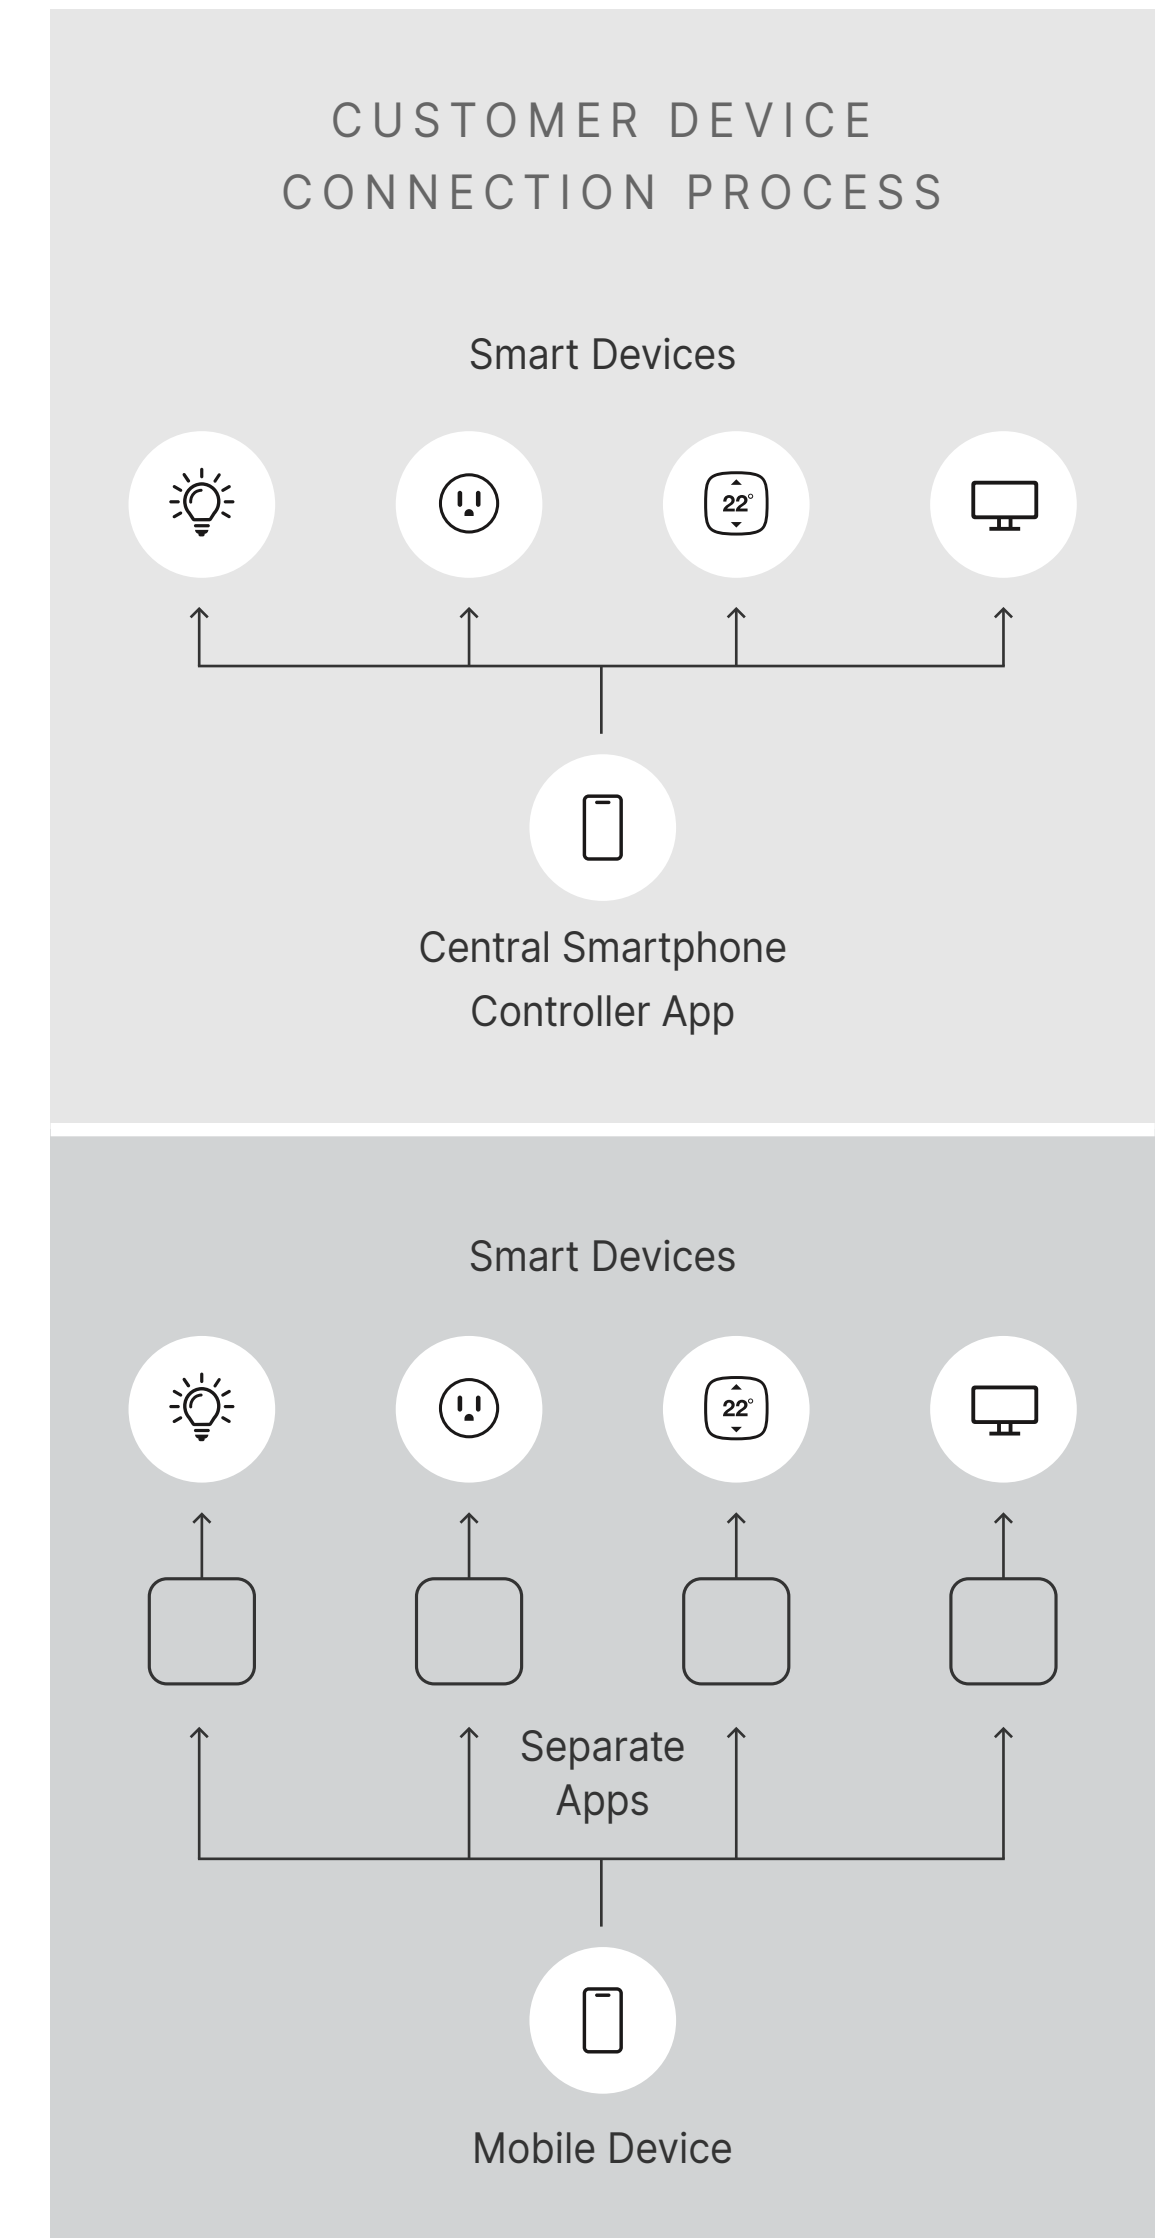 CUSTOMER DEVICE
CONNECTION PROCESS
Smart Devices
22°
Central Smartphone
Controller App
Smart Devices
22°
Separate
Apps
Mobile Device